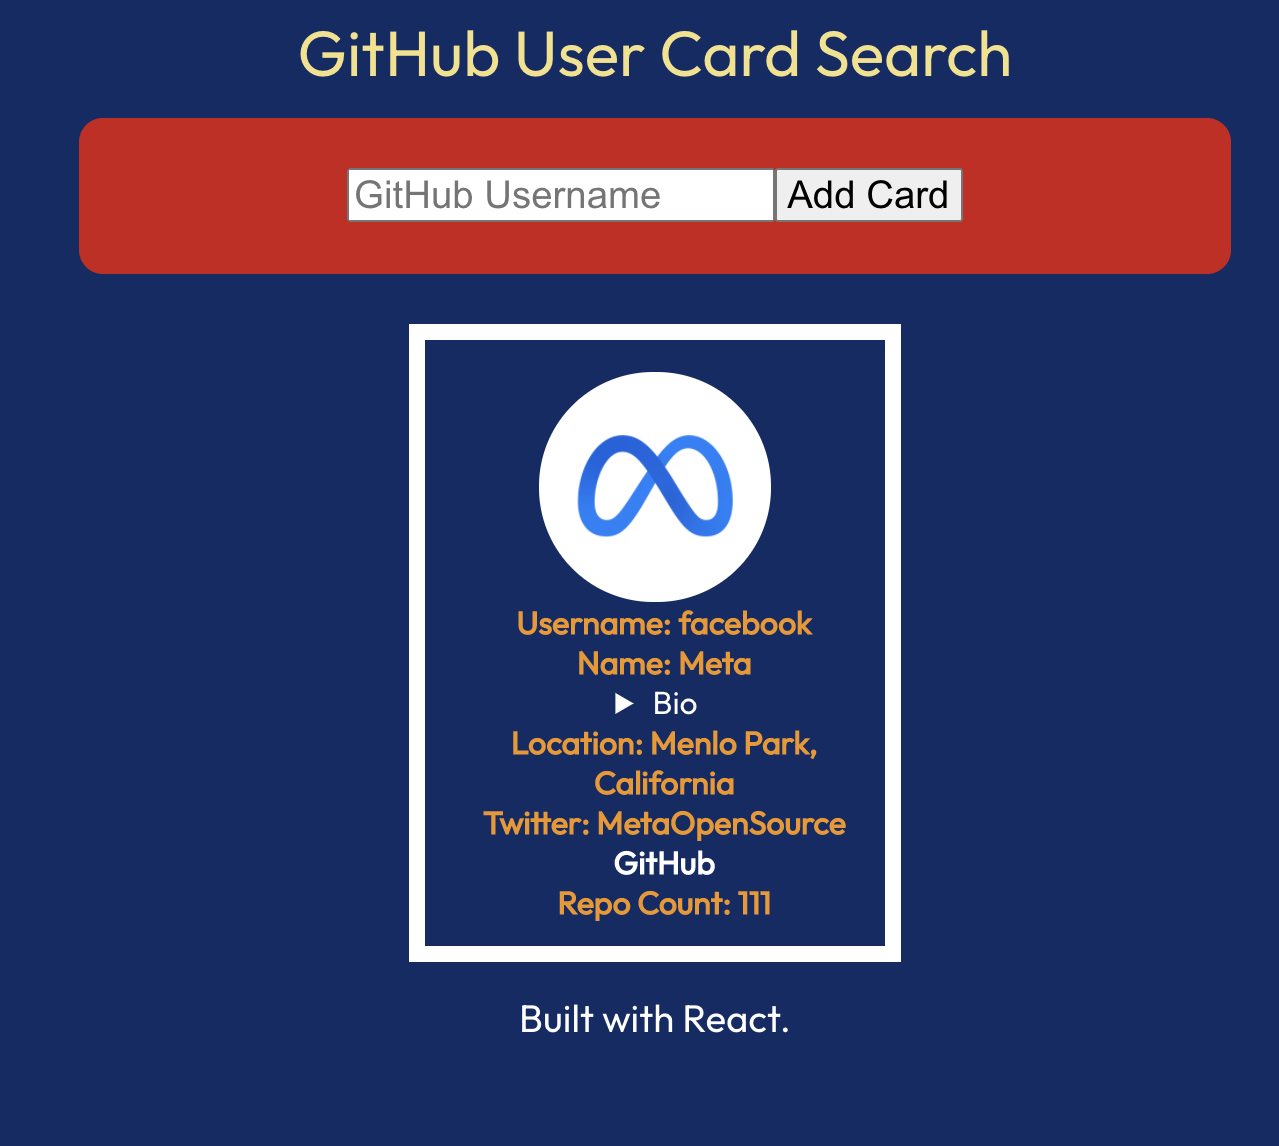 GitHub User Card Search
GitHub Username Add Card
Username: facebook
Name: Meta
Bio
Location: Menlo Park,
California
Twitter: MetaOpenSource
GitHub
Repo Count: 111
Built with React.